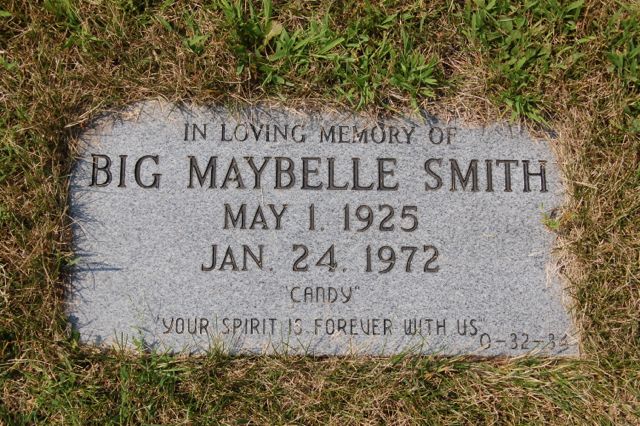 IN LOVING MEMORY OF
BIG MAYBELLE SMITH
MAY 1. 1925
JAN. 24. 1972
"CANDY"
"YOUR SPIRIT IS FOREVER WITH US"
O-32-33